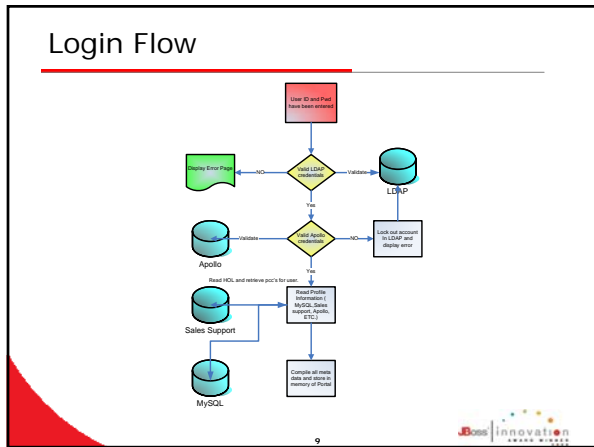 Login Flow
User ID and Pwd
have been entered
Display Error Page
NO
Valid LDAP
credentials
Validate
LDAP
Yes
Apollo
Validate
Valid Apollo
credentials
NO
Lock out account
in LDAP and
display error
Yes
Read HOL and retrieve pcc's for user.
Sales Support
Read Profile
Information (
MySQL,Sales
support, Apollo,
ETC.)
MySQL
Compile all meta
data and store in
memory of Portal
9
JBoss innovation
AWARD WINNER